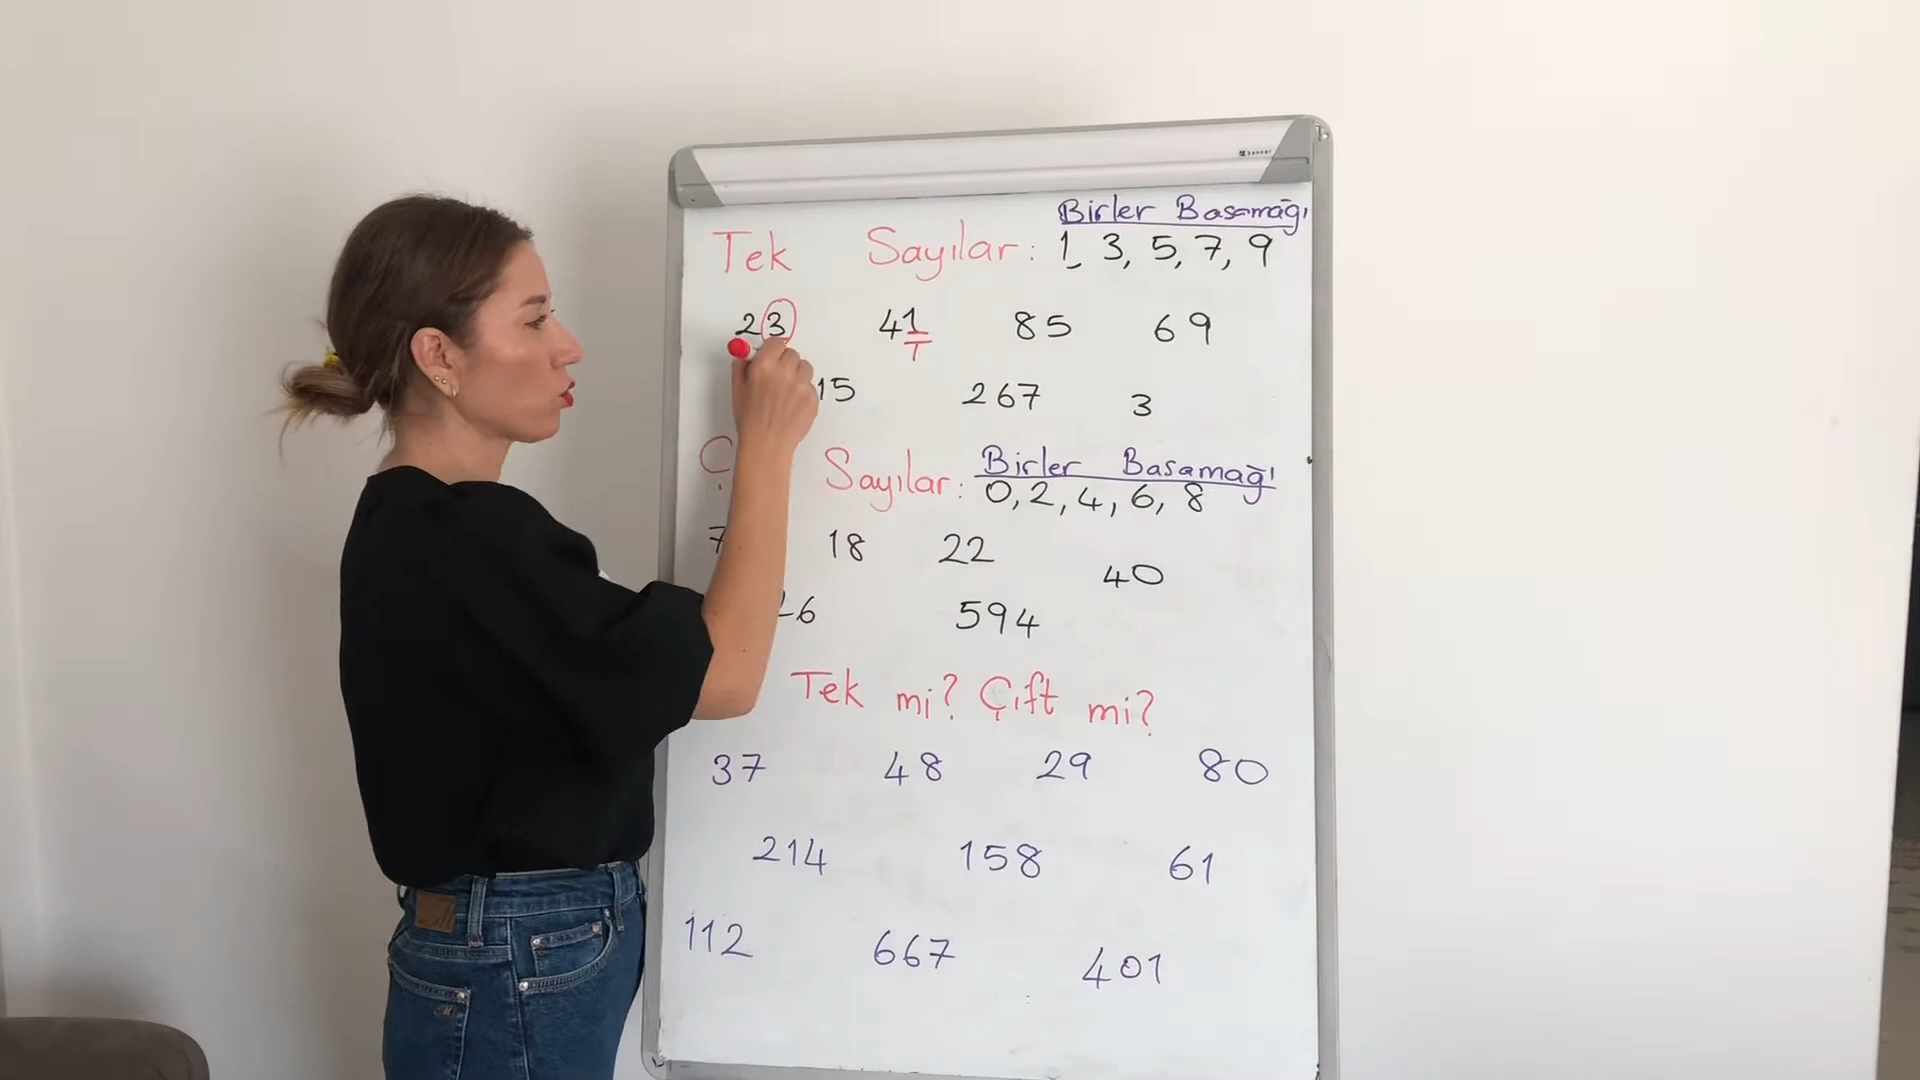 Birler Basamağı
Tek Sayılar: 1, 3, 5, 7, 9
23 41 85 69
T
15 267 3
Sayılar: Birler Basamağı
0, 2, 4, 6, 8
18 22 40
6 594
Tek mi? Çift mi?
37 48 29 80
214 158 61
112 667 401